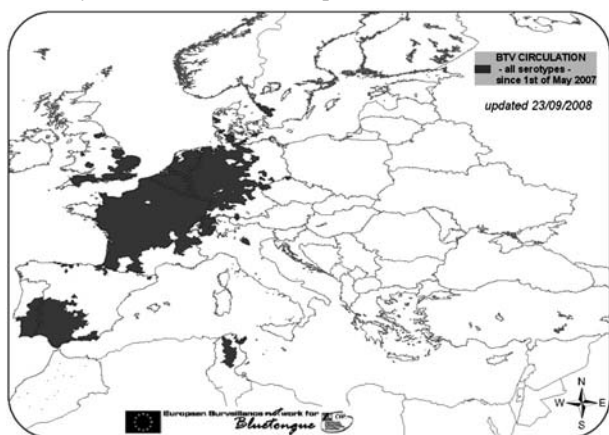 BTV CIRCULATION
- all serotypes -
since 1st of May 2007
updated 23/09/2008
N
W E
S
European Surveillance network for
Bluetongue